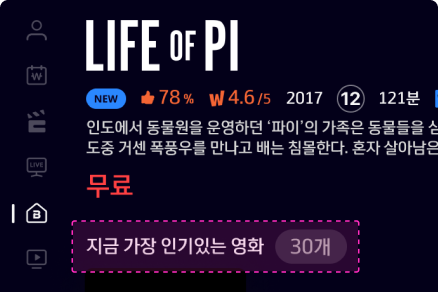 LIFE OF PI
NEW 78% 4.6/5 2017 12 121분
인도에서 동물원을 운영하던 ‘파이’의 가족은 동물들을 싣
도중 거센 폭풍우를 만나고 배는 침몰한다. 혼자 살아남은
무료
LIVE
B
지금 가장 인기있는 영화 30개